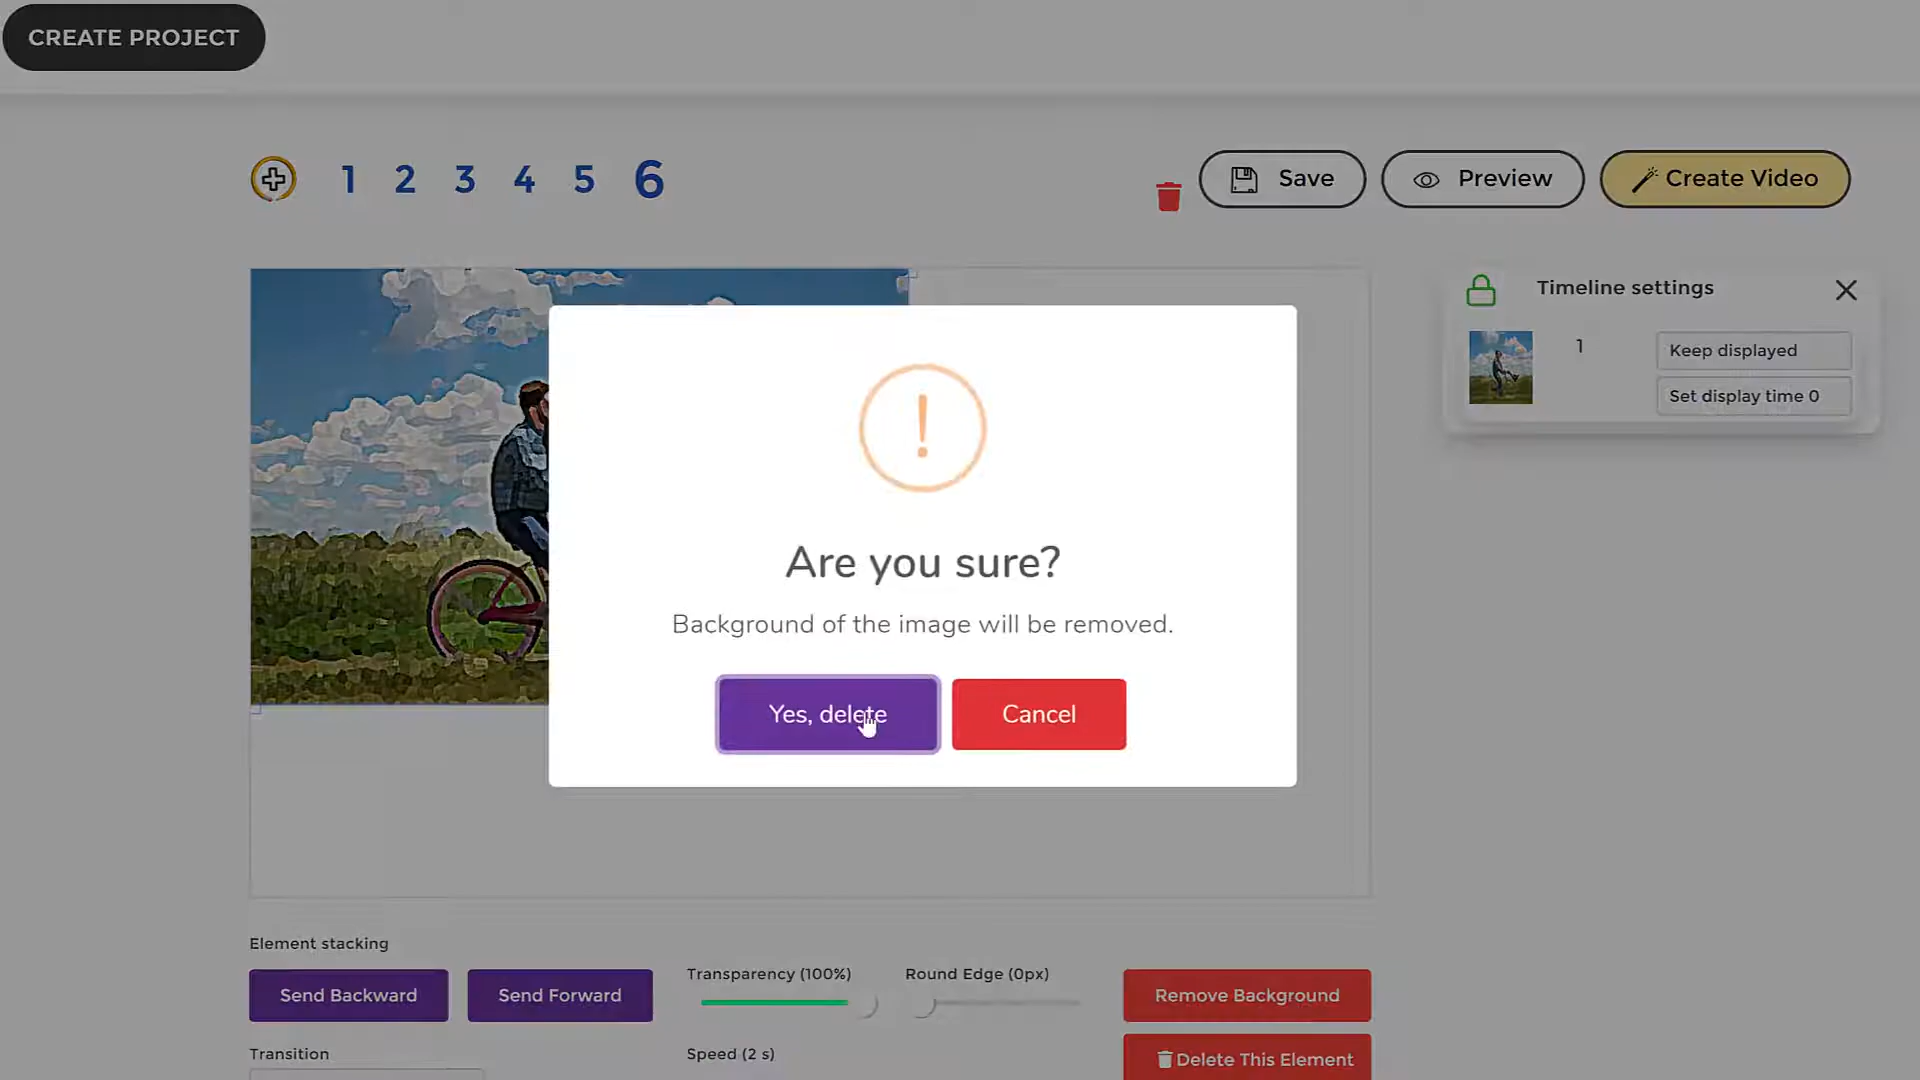 CREATE PROJECT
1 2 3 4 5 6
Save
Preview
Create Video
Timeline settings
1
Keep displayed
Set display time 0
!
Are you sure?
Background of the image will be removed.
Yes, delete
Cancel
Element stacking
Send Backward
Send Forward
Transparency (100%)
Round Edge (0px)
Remove Background
Transition
Speed (2 s)
Delete This Element